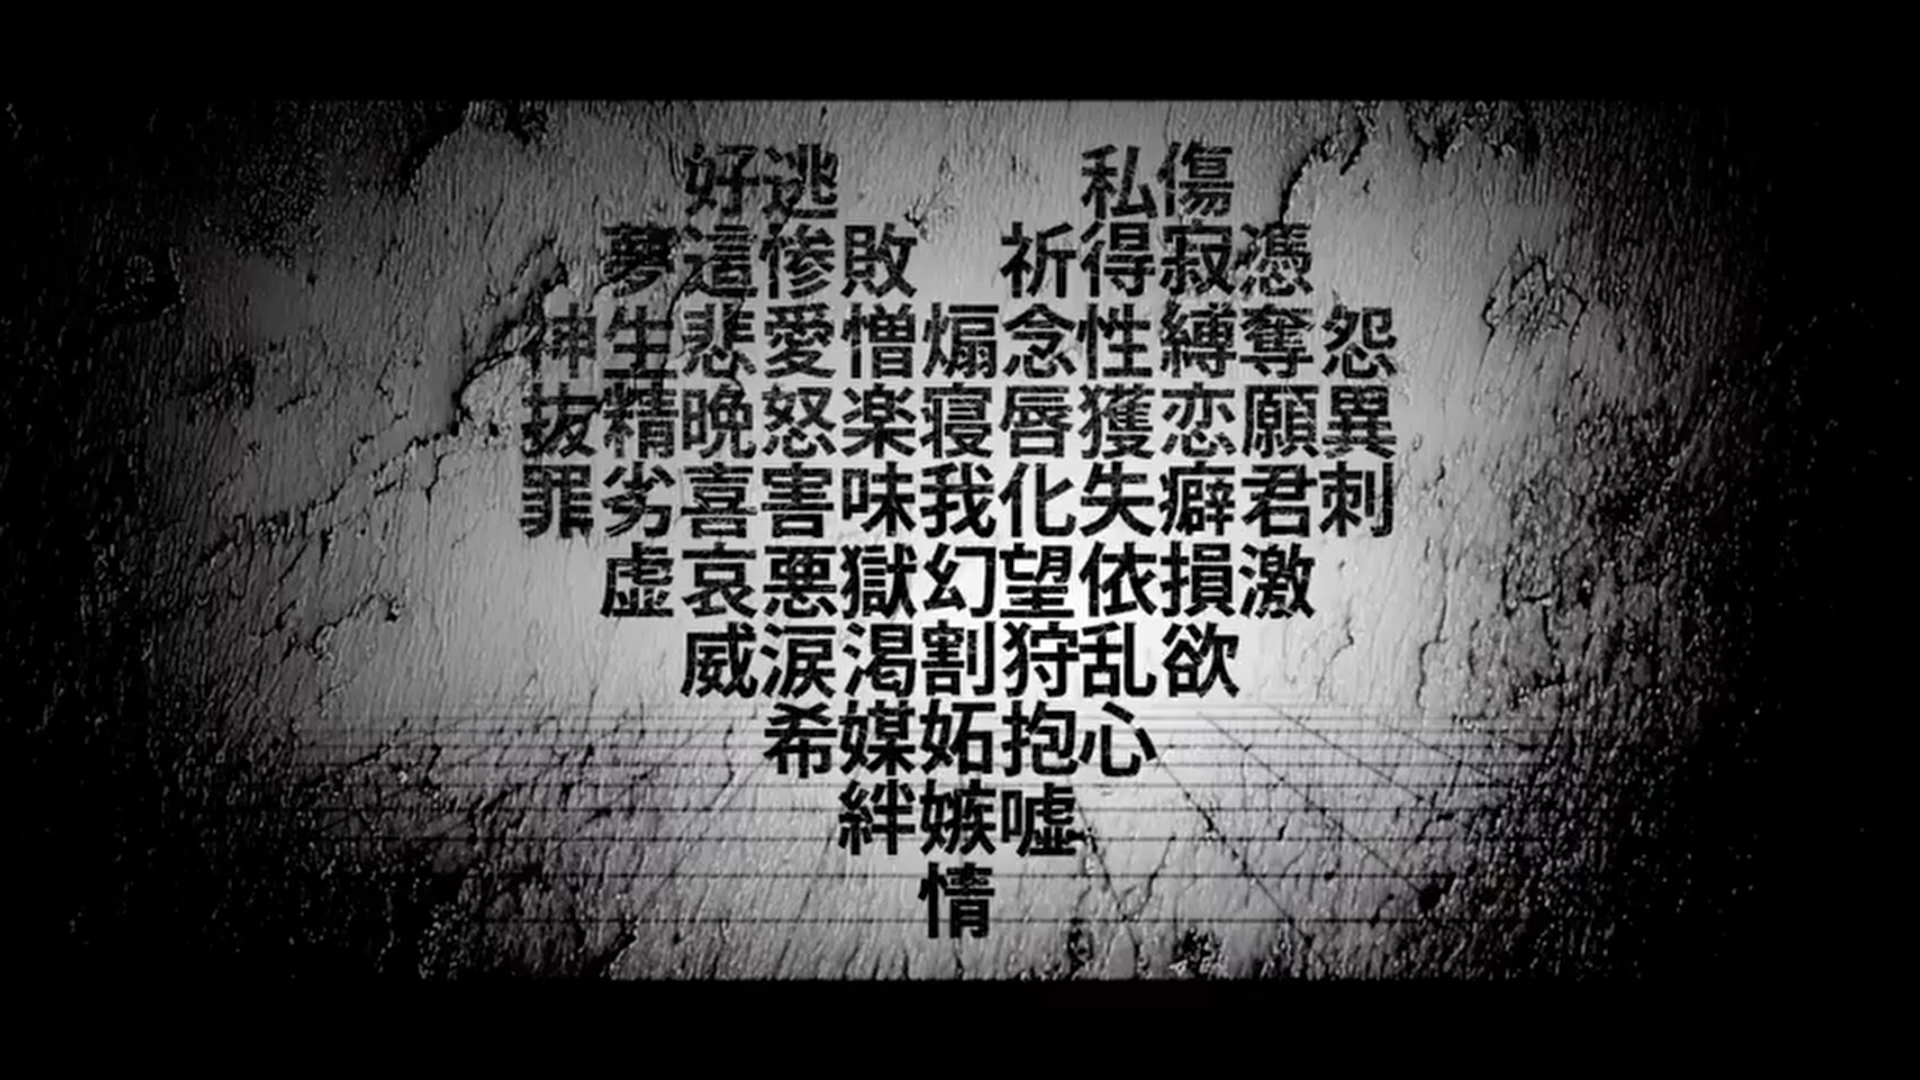 好逃 私傷
夢這惨敗 祈得寂憑
神生悲愛憎煽念性縛奪怨
抜精晩怒楽寝唇獲恋願異
罪劣喜害味我化失癖君刺
虚哀悪獄幻望依損激
威涙渇割狩乱欲
希媒妬抱心
絆嫉嘘
情